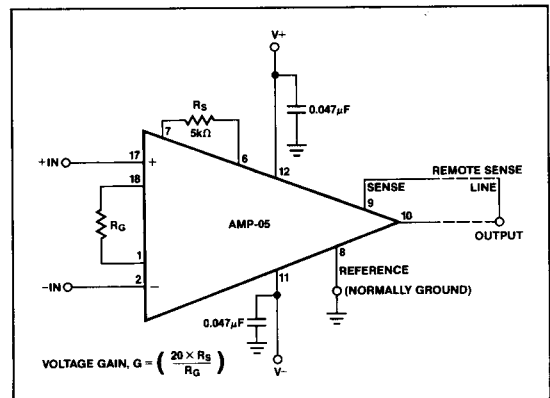 V+
RS
5kΩ
0.047μF
7
6
+IN
17
+
12
18
REMOTE SENSE
SENSE
LINE
9
RG
AMP-05
10
OUTPUT
1
8
-IN
2
–
11
REFERENCE
(NORMALLY GROUND)
0.047μF
VOLTAGE GAIN, G = ( 20 × RS / RG )
V–